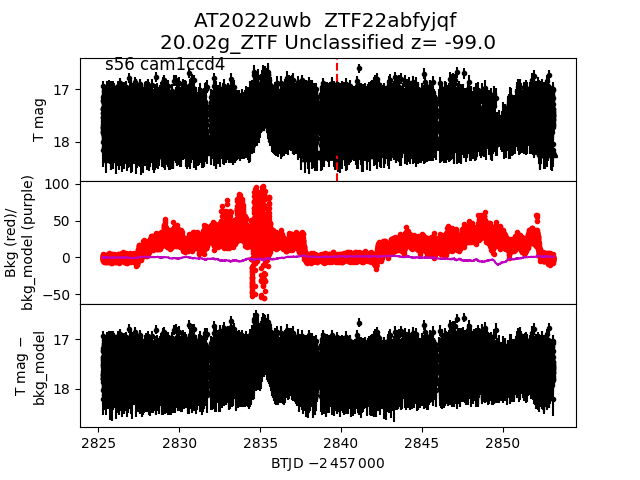 AT2022uwb  ZTF22abfyjqf
20.02g_ZTF Unclassified z= -99.0
s56 cam1ccd4
T mag
17
18
Bkg (red)/
bkg_model (purple)
100
50
0
−50
T mag −
bkg_model
17
18
2825 2830 2835 2840 2845 2850
BTJD −2 457 000